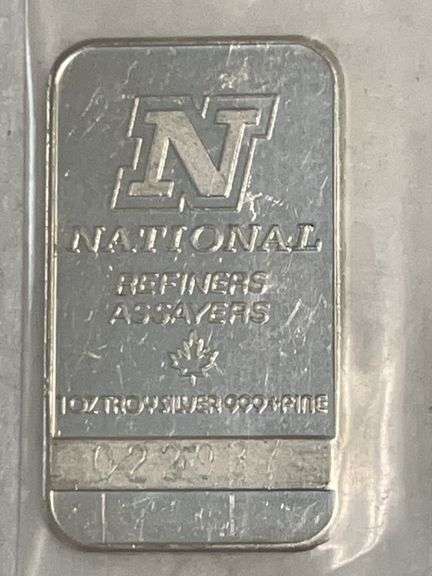 N
NATIONAL
REFINERS
ASSAYERS
1 OZ TROY SILVER 999+ FINE